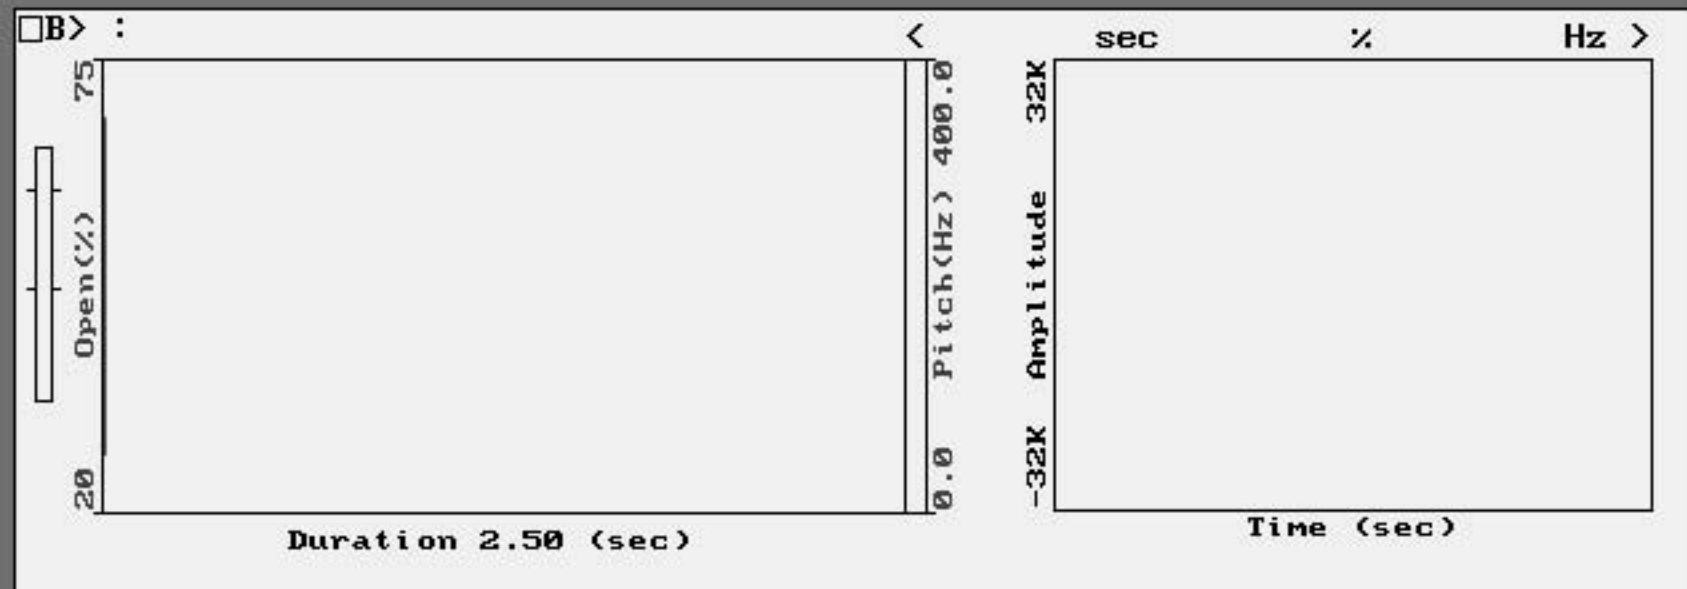 □B> :
< sec % Hz >
75
Open(%)
20
400.0
Pitch(Hz)
0.0
32K
Amplitude
-32K
Duration 2.50 (sec)
Time (sec)